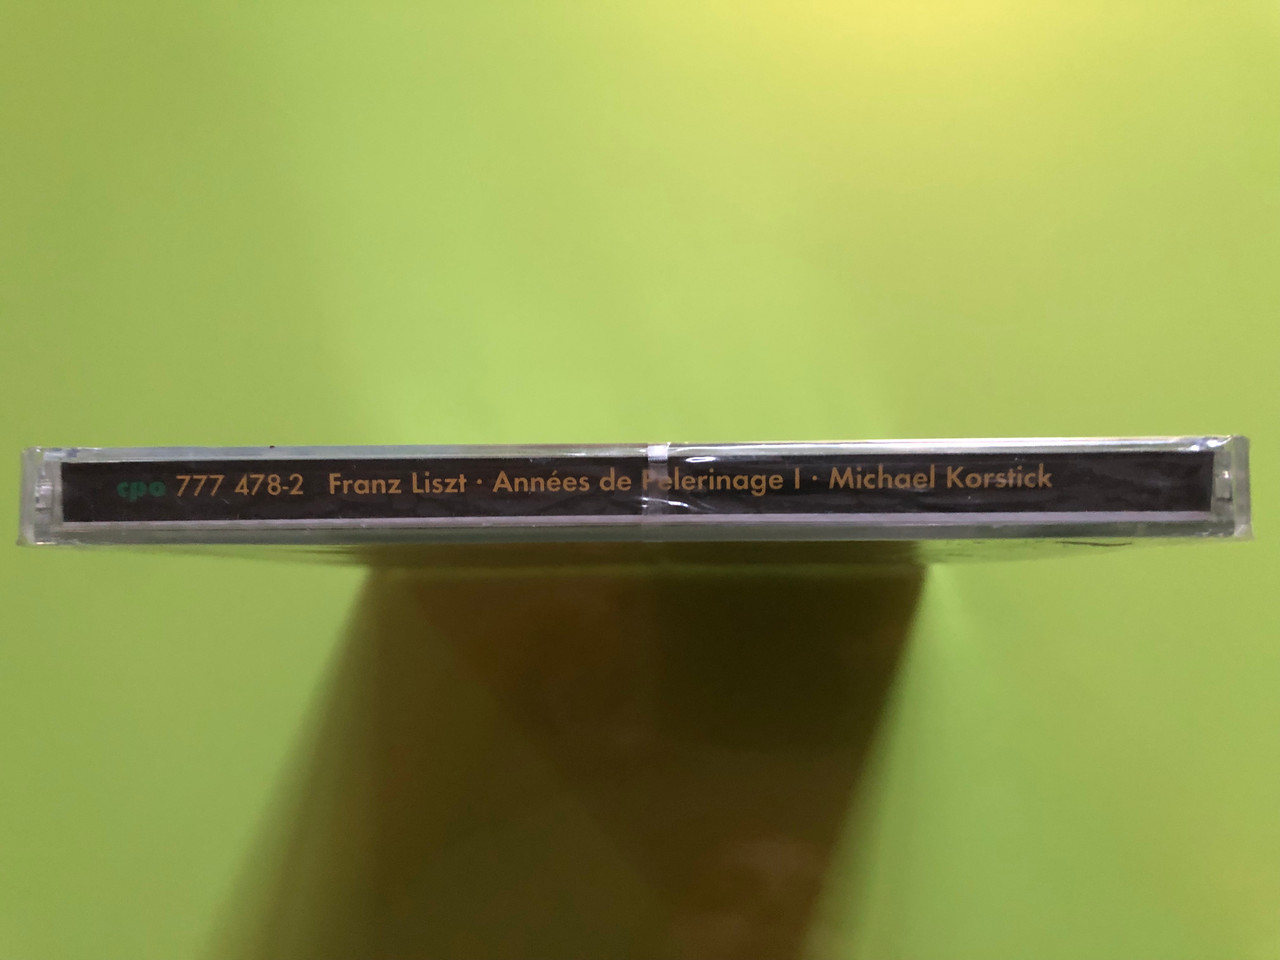 cpo 777 478-2 Franz Liszt · Années de Pelerinage I · Michael Korstick